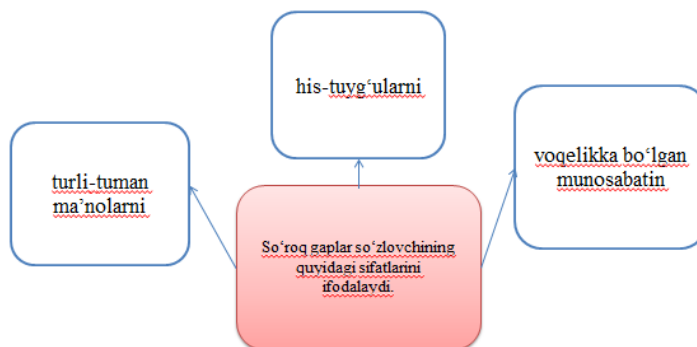 his-tuyg‘ularni
turli-tuman
ma’nolarni
voqelikka bo‘lgan
munosabatin
So‘roq gaplar so‘zlovchining
quyidagi sifatlarini
ifodalaydi.